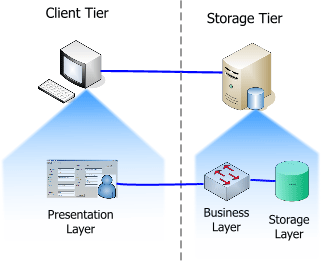 Client Tier
Storage Tier
Presentation
Layer
Business
Layer
Storage
Layer